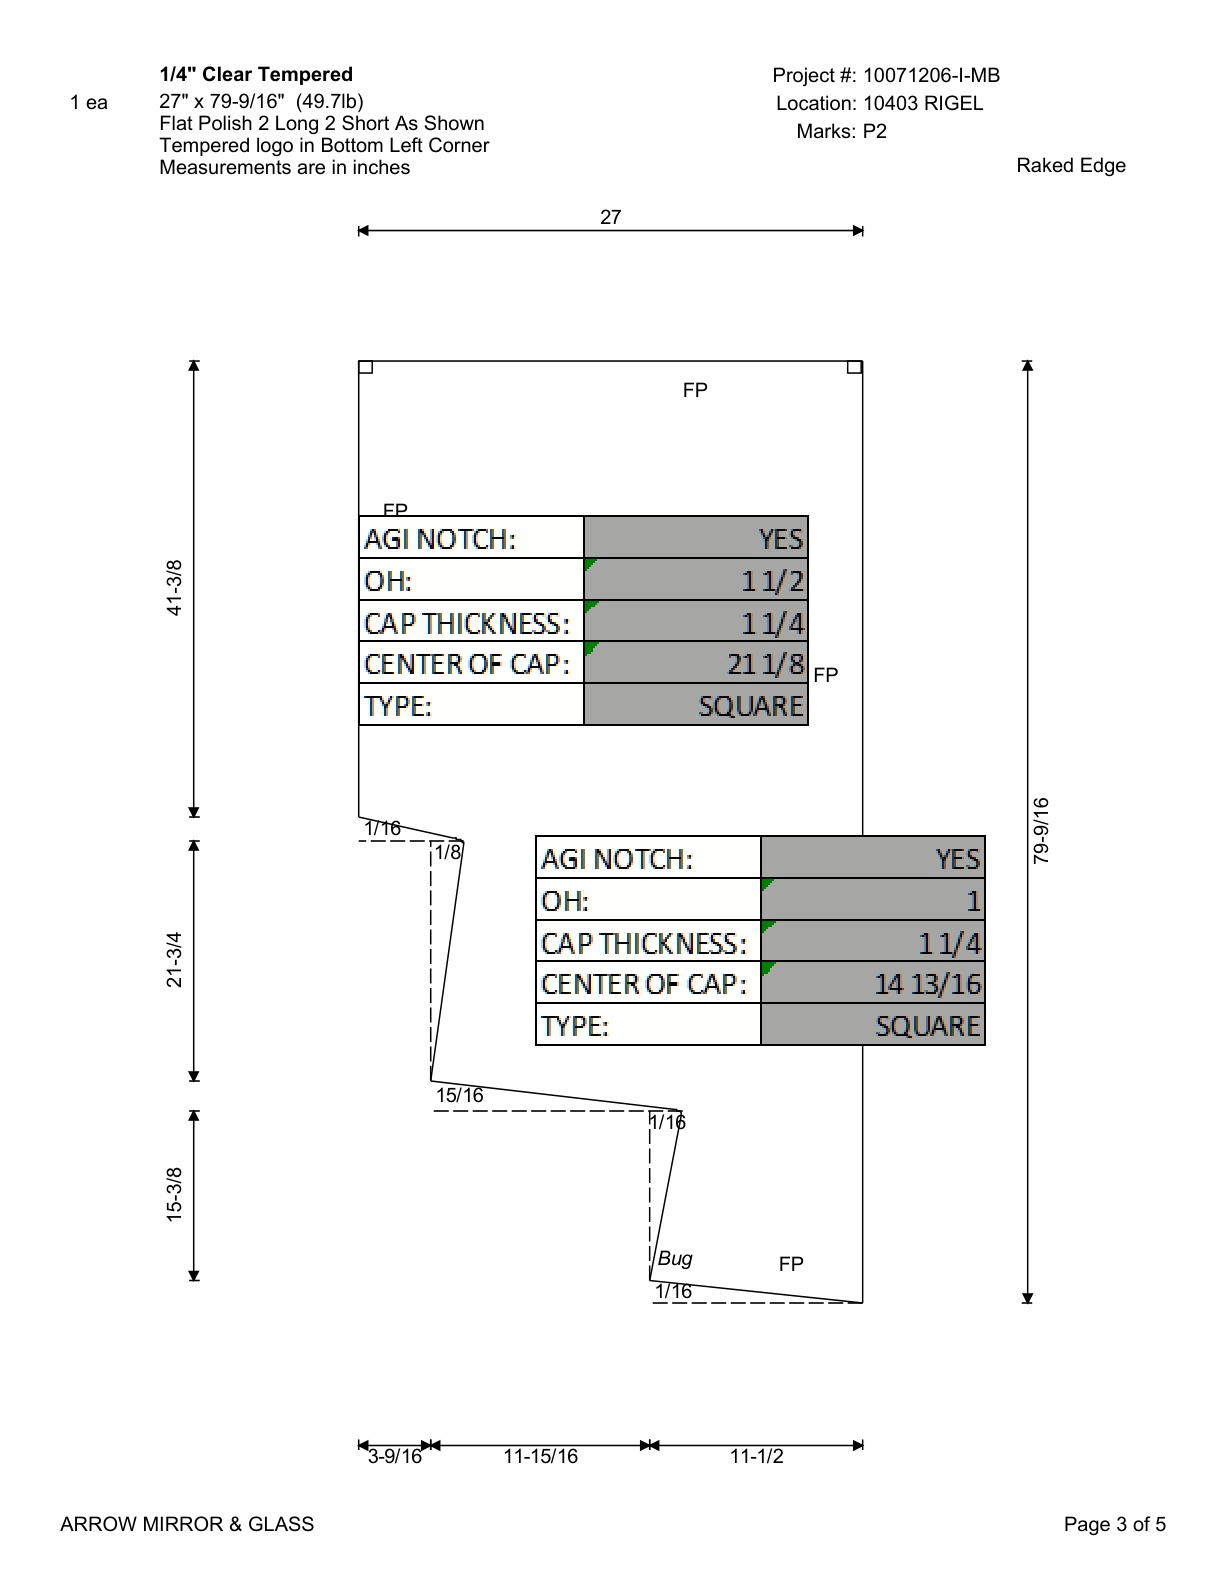 1/4" Clear Tempered
1 ea
27" x 79-9/16" (49.7lb)
Flat Polish 2 Long 2 Short As Shown
Tempered logo in Bottom Left Corner
Measurements are in inches
Project #: 10071206-I-MB
Location: 10403 RIGEL
Marks: P2
Raked Edge
27
FP
FP
41-3/8
AGI NOTCH: YES
OH: 1 1/2
CAP THICKNESS: 1 1/4
CENTER OF CAP: 21 1/8
TYPE: SQUARE
FP
79-9/16
1/16
1/8
AGI NOTCH: YES
OH: 1
CAP THICKNESS: 1 1/4
CENTER OF CAP: 14 13/16
TYPE: SQUARE
21-3/4
15/16
1/16
15-3/8
Bug
FP
1/16
3-9/16
11-15/16
11-1/2
ARROW MIRROR & GLASS
Page 3 of 5